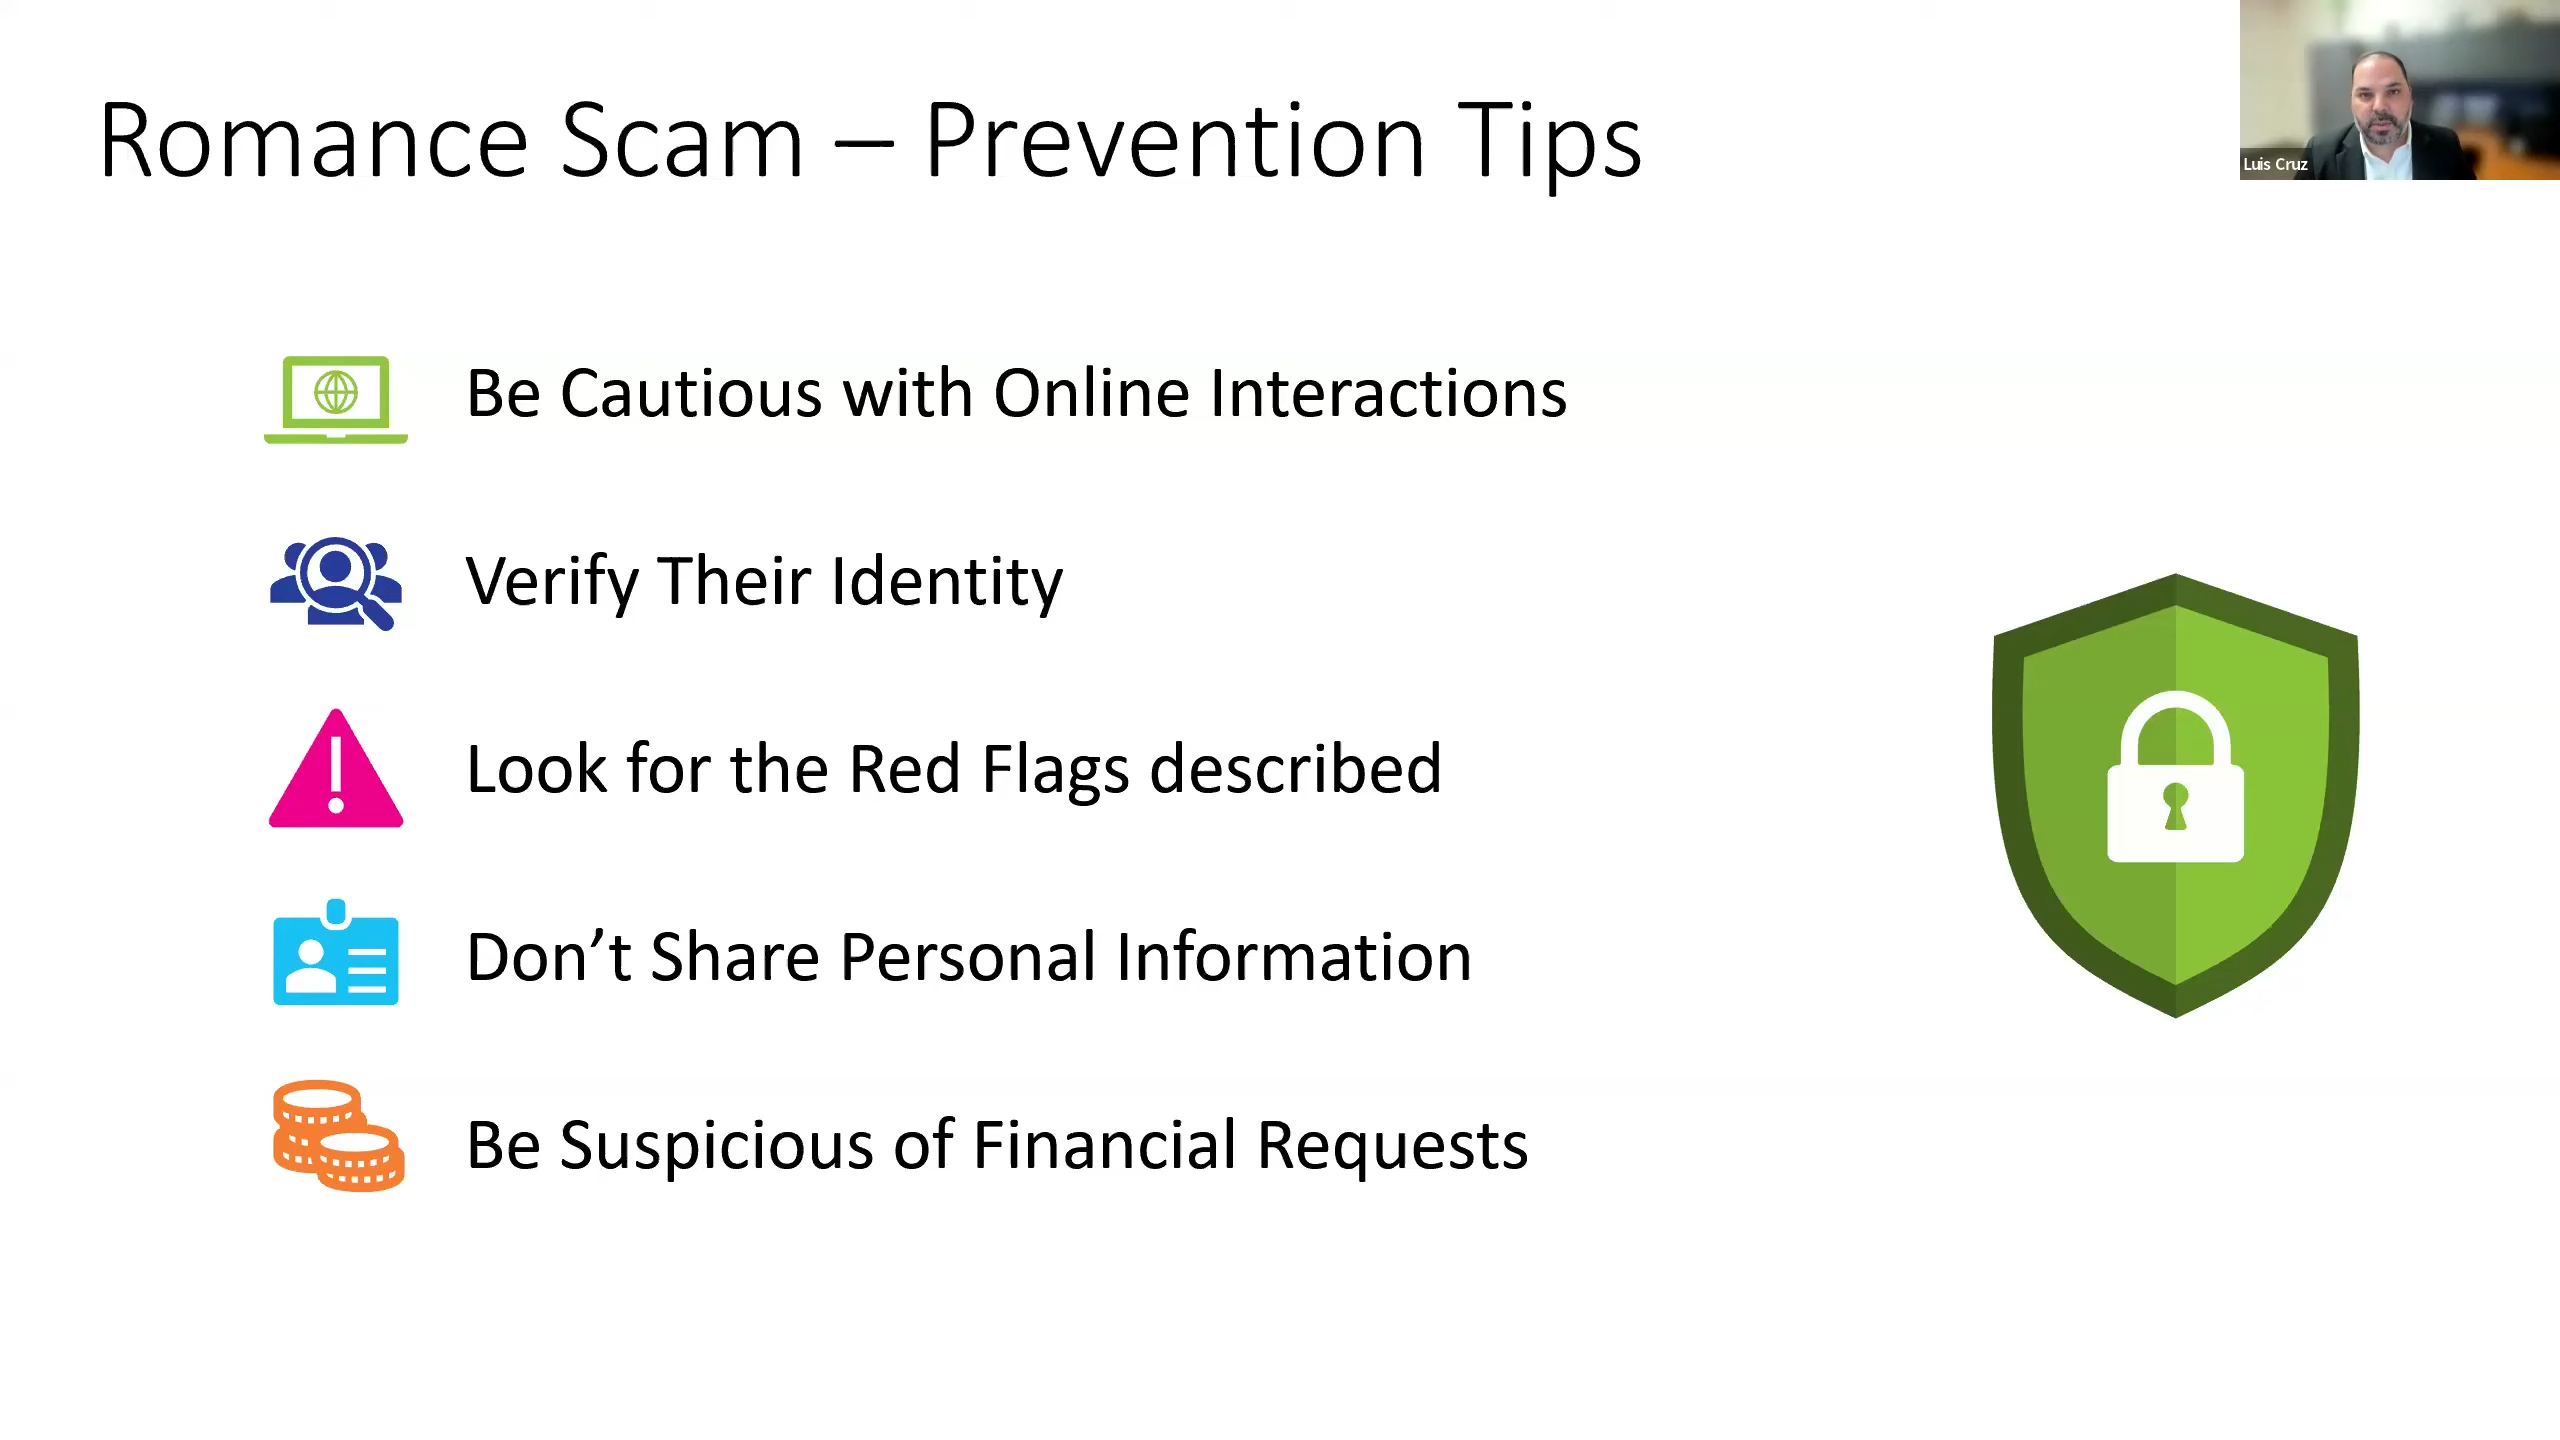 Romance Scam – Prevention Tips
Luis Cruz
Be Cautious with Online Interactions
Verify Their Identity
Look for the Red Flags described
Don’t Share Personal Information
Be Suspicious of Financial Requests